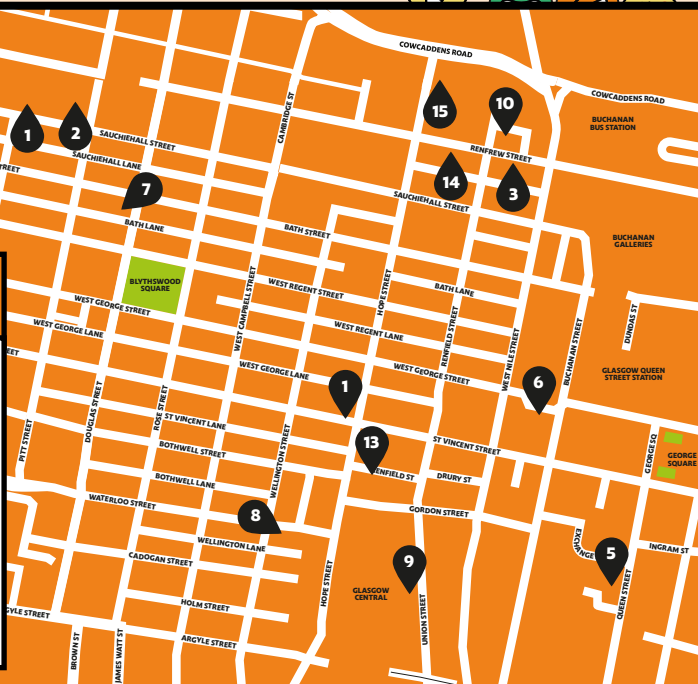 COWCADDENS ROAD
COWCADDENS ROAD
15
10
BUCHANAN
BUS STATION
CAMBRIDGE ST
1
2
SAUCHIEHALL STREET
SAUCHIEHALL LANE
RENFREW STREET
14
3
7
SAUCHIEHALL STREET
BATH LANE
BATH STREET
BUCHANAN
GALLERIES
BLYTHSWOOD
SQUARE
WEST REGENT STREET
BATH LANE
HOPE STREET
WEST GEORGE STREET
WEST CAMPBELL STREET
WEST REGENT LANE
RENFIELD STREET
WEST NILE STREET
BUCHANAN STREET
DUNDAS ST
WEST GEORGE LANE
WEST GEORGE LANE
WEST GEORGE STREET
GLASGOW QUEEN
STREET STATION
EET
1
6
PITT STREET
DOUGLAS STREET
ROSE STREET
ST VINCENT LANE
BOTHWELL STREET
WELLINGTON STREET
13
ST VINCENT STREET
GEORGE SQ
GEORGE
SQUARE
BOTHWELL LANE
ENFIELD ST
DRURY ST
WATERLOO STREET
8
GORDON STREET
WELLINGTON LANE
EXCHANGE
INGRAM ST
CADOGAN STREET
9
5
HOPE STREET
GLASGOW
CENTRAL
UNION STREET
QUEEN STREET
HOLM STREET
GYLE STREET
ARGYLE STREET
BROWN ST
JAMES WATT ST